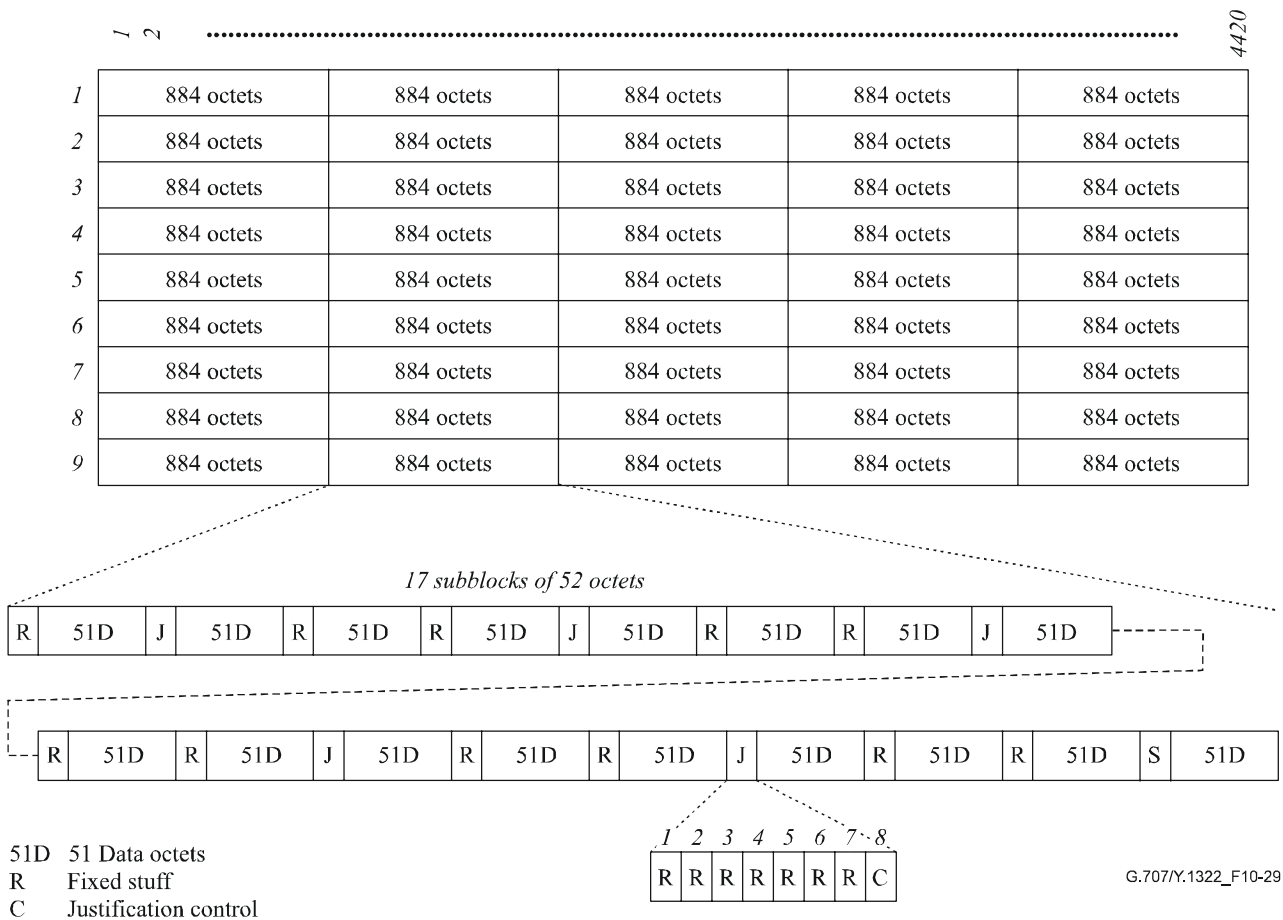 1 2 4420
1 884 octets 884 octets 884 octets 884 octets 884 octets
2 884 octets 884 octets 884 octets 884 octets 884 octets
3 884 octets 884 octets 884 octets 884 octets 884 octets
4 884 octets 884 octets 884 octets 884 octets 884 octets
5 884 octets 884 octets 884 octets 884 octets 884 octets
6 884 octets 884 octets 884 octets 884 octets 884 octets
7 884 octets 884 octets 884 octets 884 octets 884 octets
8 884 octets 884 octets 884 octets 884 octets 884 octets
9 884 octets 884 octets 884 octets 884 octets 884 octets
17 subblocks of 52 octets
R 51D J 51D R 51D R 51D J 51D R 51D R 51D J 51D
R 51D R 51D J 51D R 51D R 51D J 51D R 51D R 51D S 51D
1 2 3 4 5 6 7 8
R R R R R R R C
51D 51 Data octets
R Fixed stuff
C Justification control
G.707/Y.1322_F10-29